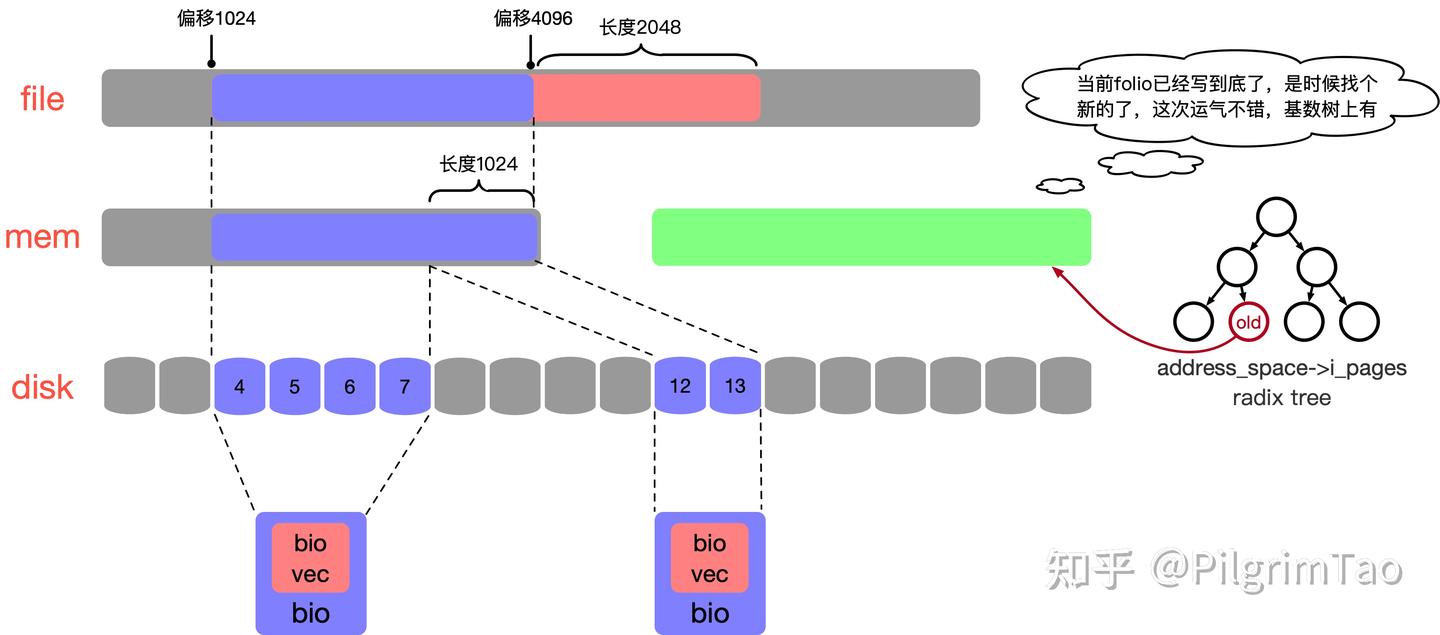 偏移1024
偏移4096
长度2048
file
当前folio已经写到底了，是时候找个
新的了，这次运气不错，基数树上有
长度1024
mem
old
address_space->i_pages
radix tree
disk
4
5
6
7
12
13
bio
vec
bio
bio
vec
bio
知乎 @PilgrimTao